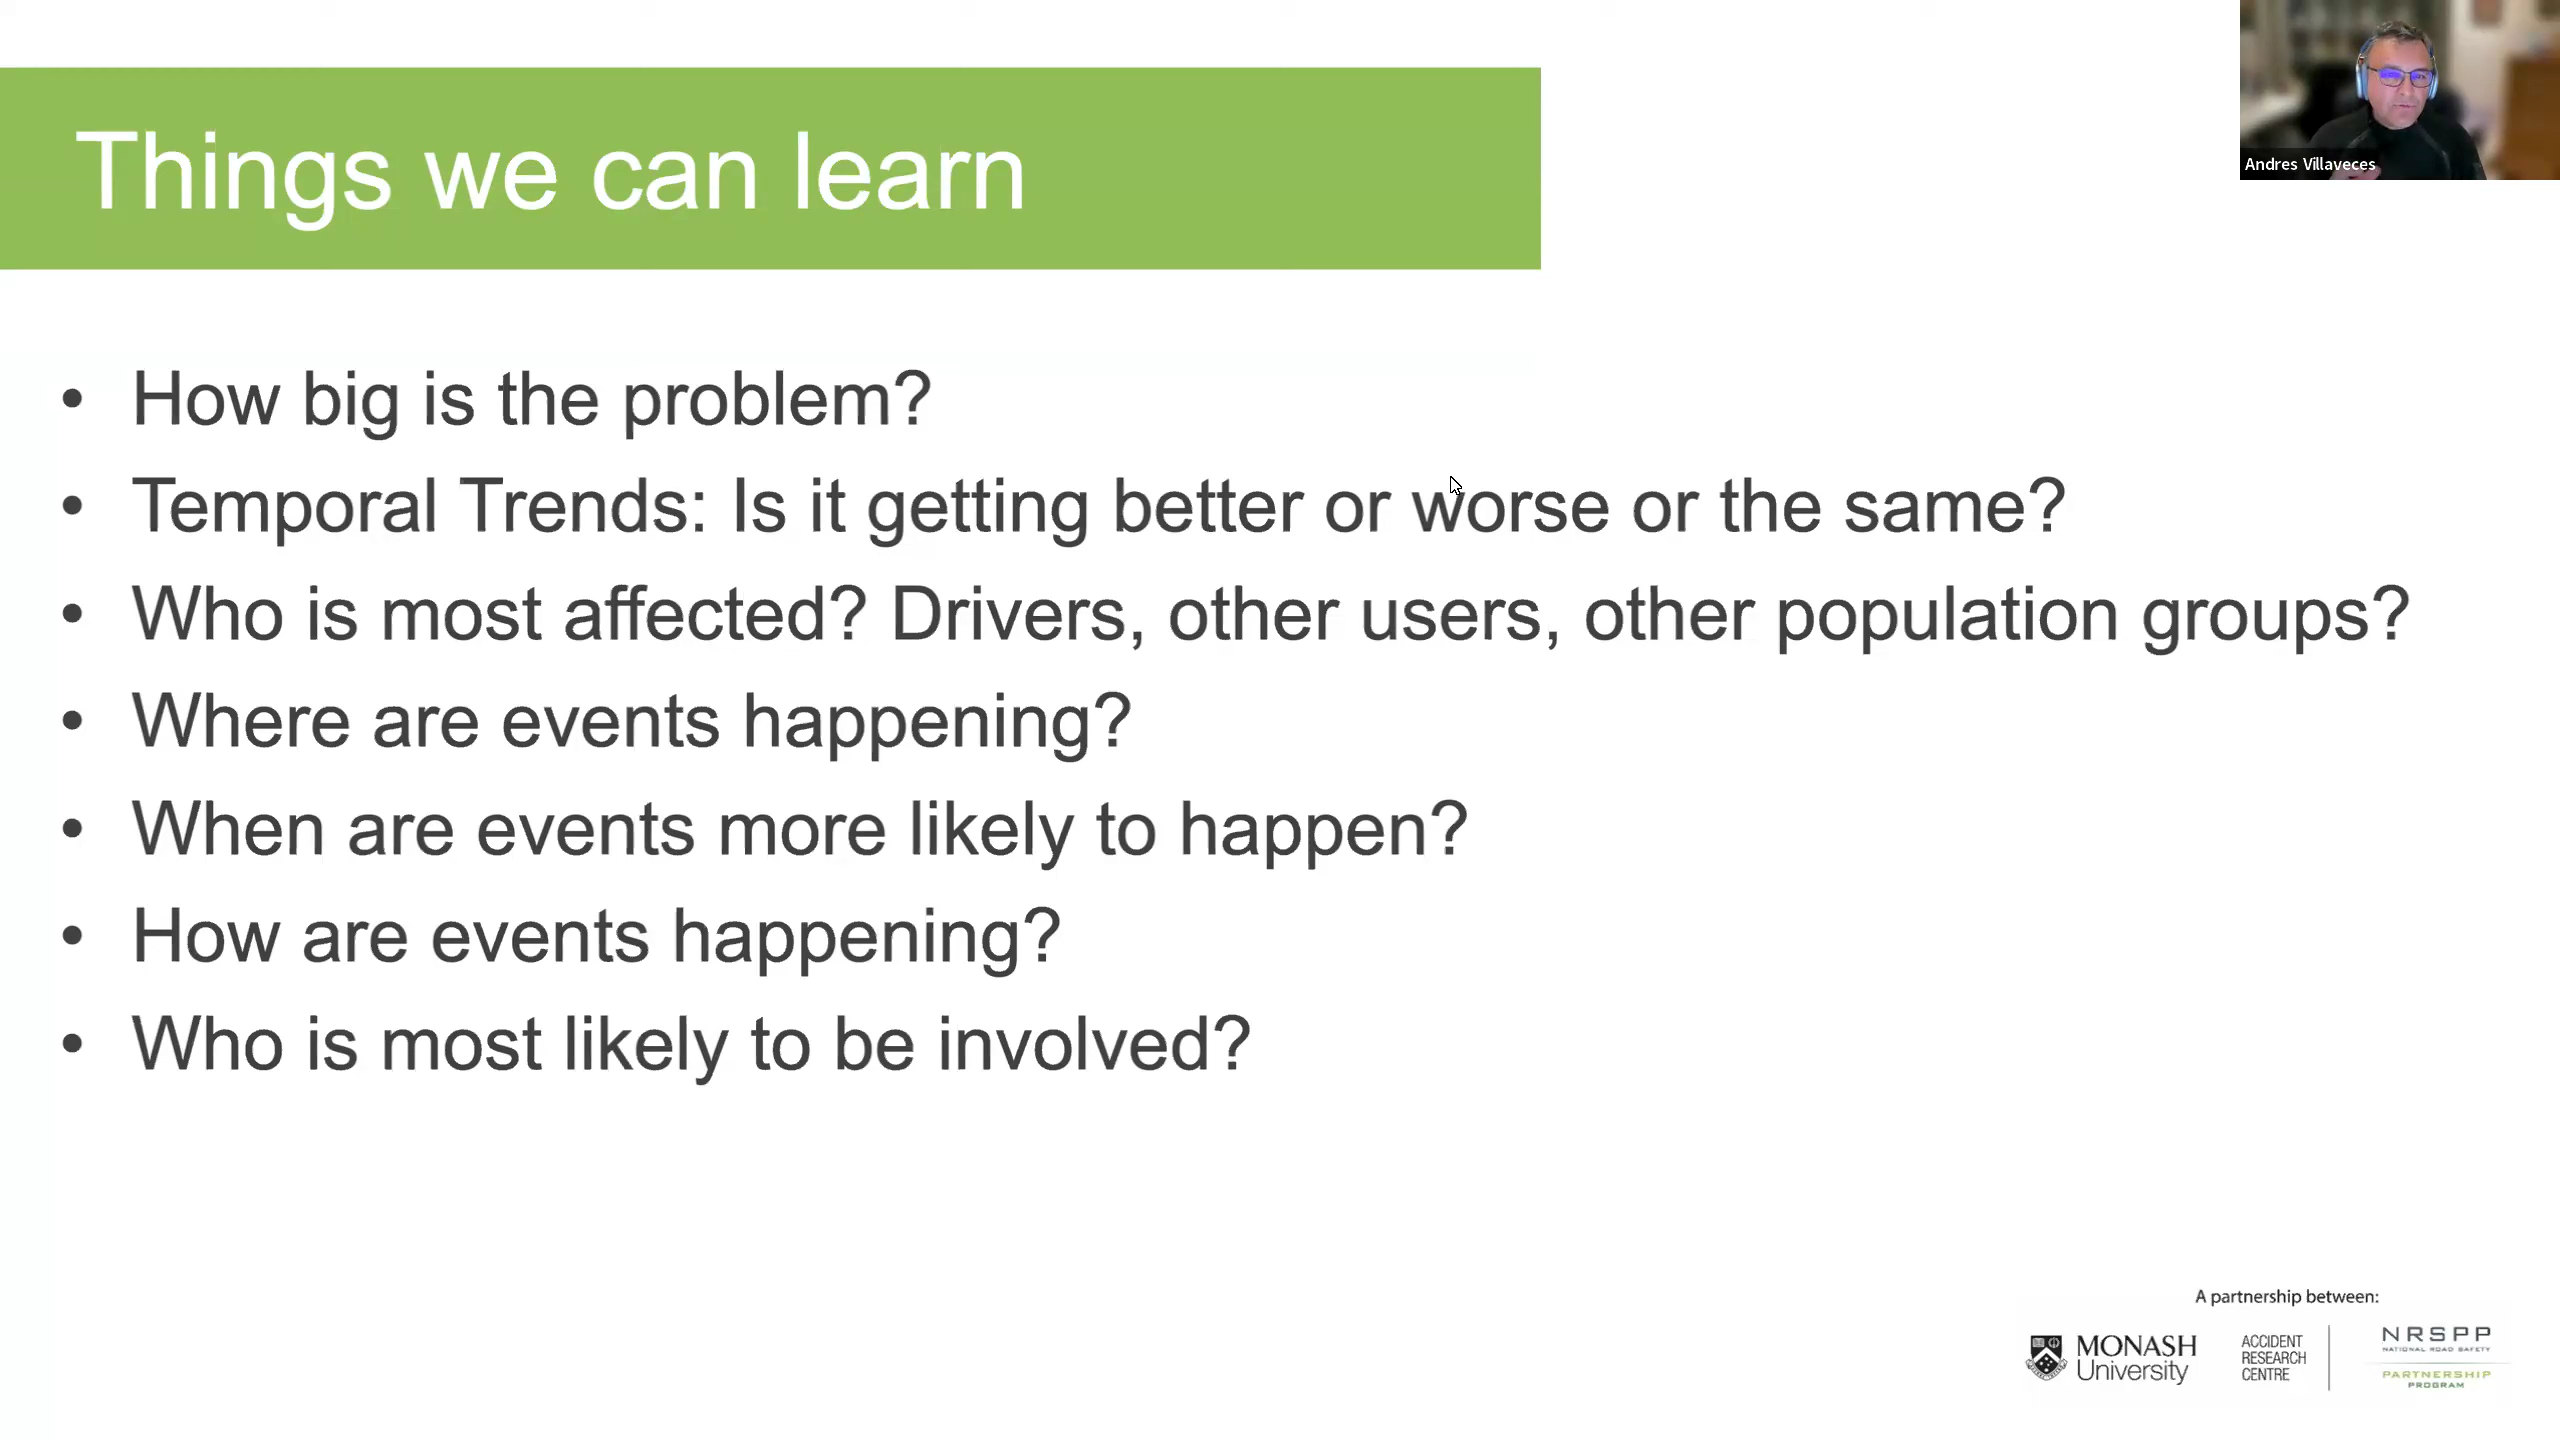 Things we can learn
Andres Villaveces
• How big is the problem?
• Temporal Trends: Is it getting better or worse or the same?
• Who is most affected? Drivers, other users, other population groups?
• Where are events happening?
• When are events more likely to happen?
• How are events happening?
• Who is most likely to be involved?
A partnership between:
MONASH University
ACCIDENT
RESEARCH
CENTRE
NRSPP
NATIONAL ROAD SAFETY
PARTNERSHIP
PROGRAM